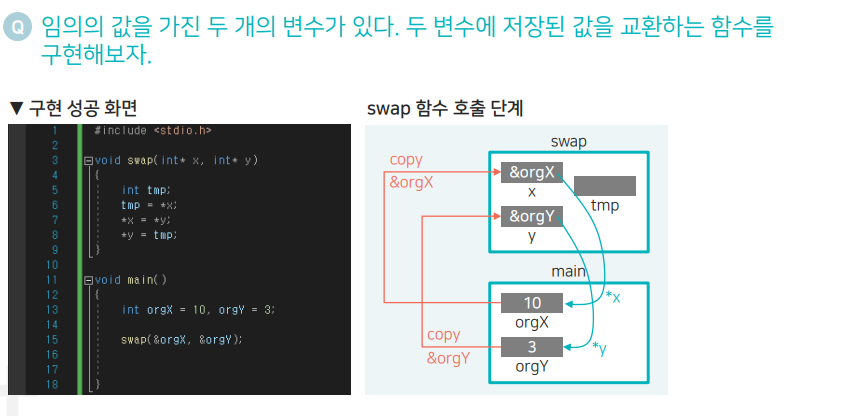 Q 임의의 값을 가진 두 개의 변수가 있다. 두 변수에 저장된 값을 교환하는 함수를
구현해보자.
▼ 구현 성공 화면
1 #include <stdio.h>
2
3 void swap(int* x, int* y)
4 {
5 int tmp;
6 tmp = *x;
7 *x = *y;
8 *y = tmp;
9 }
10
11 void main()
12 {
13 int orgX = 10, orgY = 3;
14
15 swap(&orgX, &orgY);
16
17
18 }
swap 함수 호출 단계
swap
copy
&orgX
&orgX
x
tmp
&orgY
y
main
10
*x
orgX
copy
3
*y
&orgY
orgY